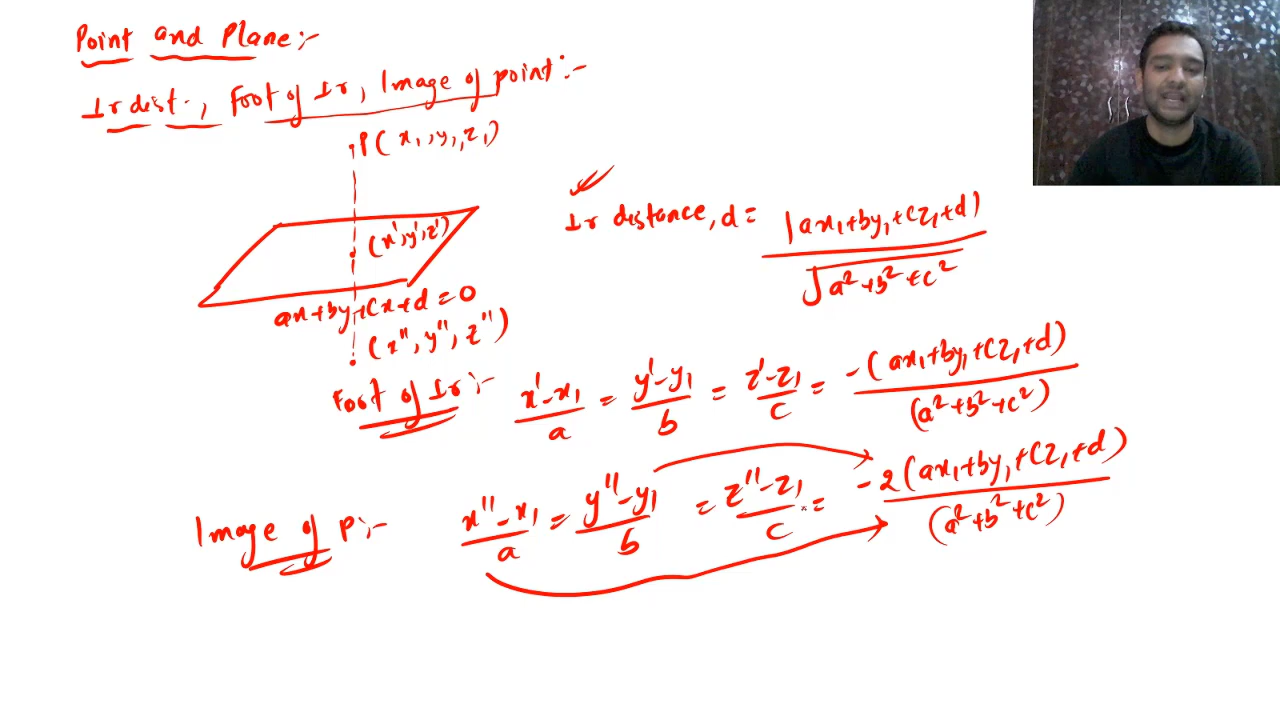 Point and Plane:-
⊥r dist., Foot of ⊥r, Image of point:-
P(x₁,y₁,z₁)
(x',y',z')
ax+by+cx+d=0
(x'',y'',z'')
⊥r distance, d = |ax₁+by₁+cz₁+d| / √a²+b²+c²
Foot of ⊥r:- x'-x₁/a = y'-y₁/b = z'-z₁/c = -(ax₁+by₁+cz₁+d)/(a²+b²+c²)
Image of P:- x''-x₁/a = y''-y₁/b = z''-z₁/c = -2(ax₁+by₁+cz₁+d)/(a²+b²+c²)